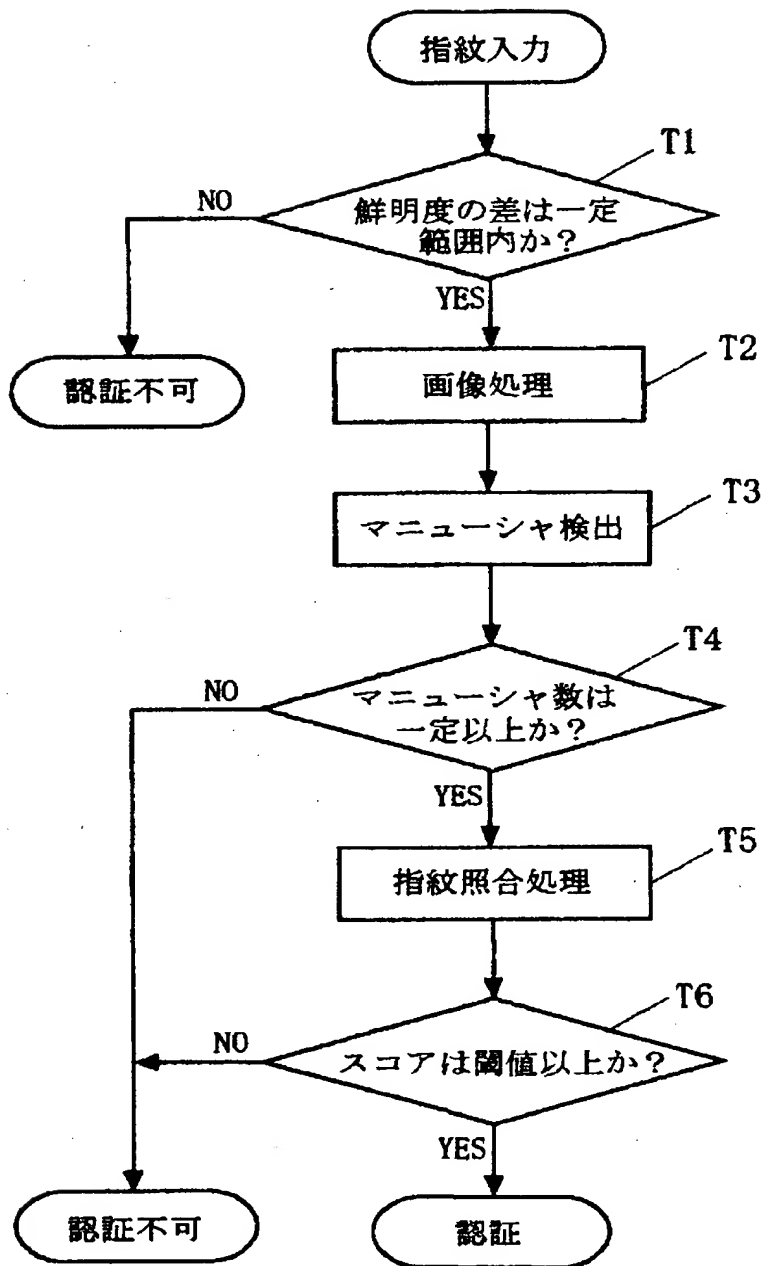 指紋入力
T1
鮮明度の差は一定
範囲内か?
NO
YES
認証不可
T2
画像処理
T3
マニューシャ検出
T4
マニューシャ数は
一定以上か?
NO
YES
T5
指紋照合処理
T6
スコアは閾値以上か?
NO
YES
認証不可
認証